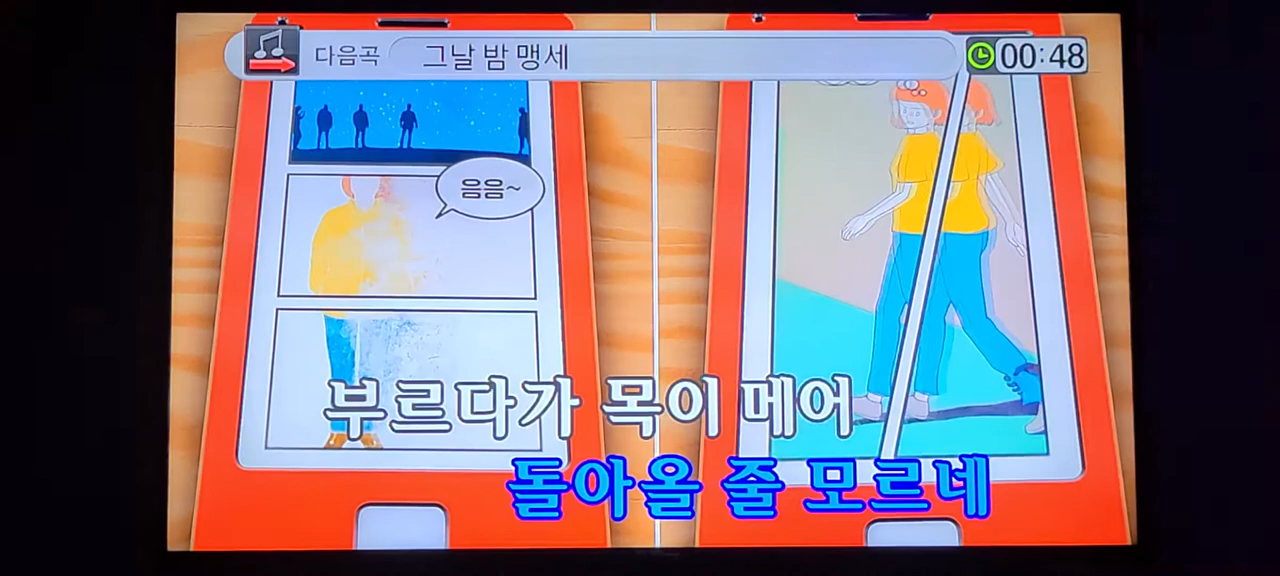 다음곡 그날 밤 맹세 00:48
음음~
부르다가 목이 메어
돌아올 줄 모르네